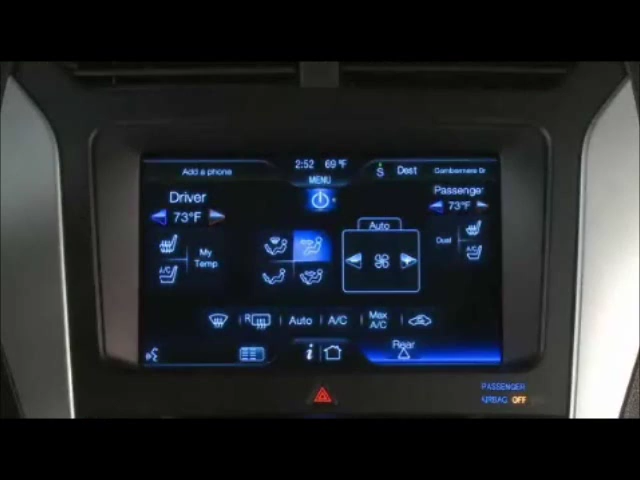 Add a phone
2:52 69°F
S Dest
MENU
Driver
73°F
Passenger
73°F
Auto
My
Temp
Dual
A/C
A/C
R
Auto
A/C
Max
A/C
i
Rear
PASSENGER
AIRBAG OFF